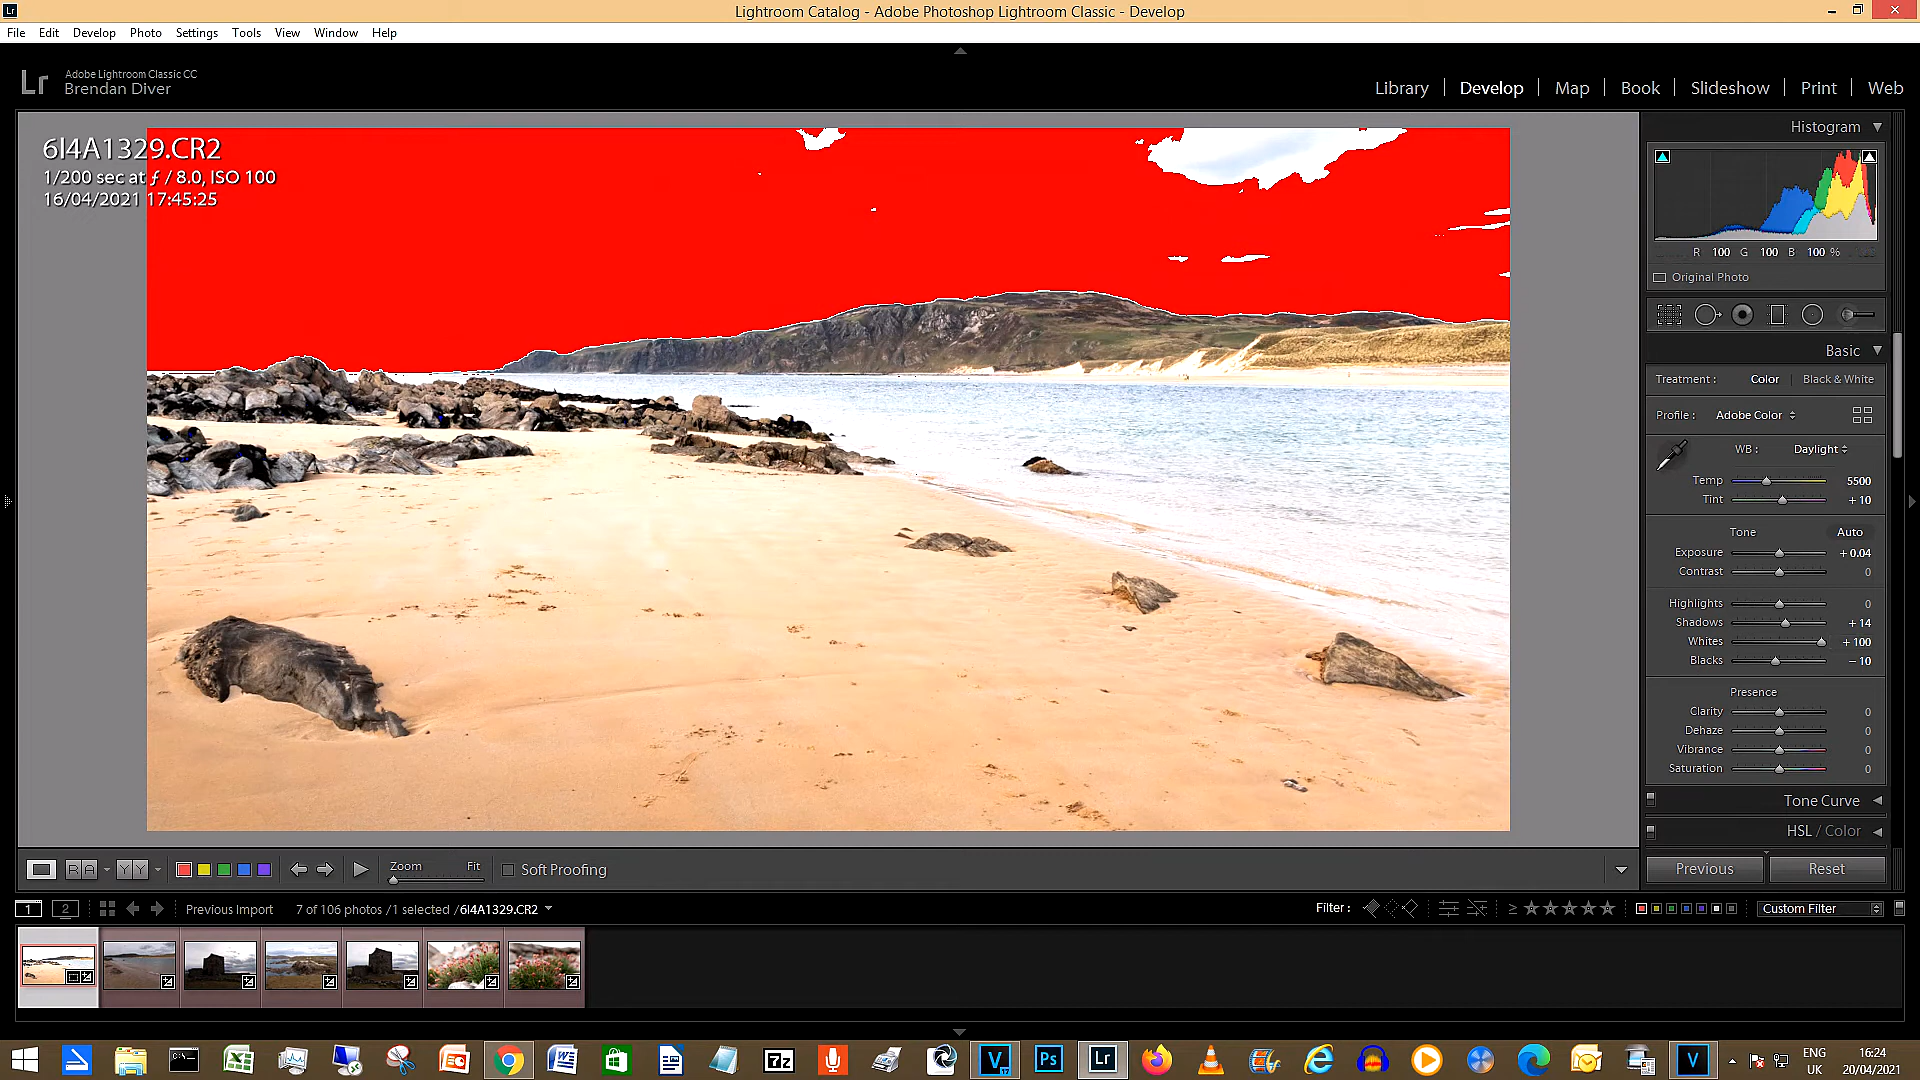 Lr
Lightroom Catalog - Adobe Photoshop Lightroom Classic - Develop
File Edit Develop Photo Settings Tools View Window Help
Lr
Adobe Lightroom Classic CC
Brendan Diver
Library | Develop | Map | Book | Slideshow | Print | Web
6I4A1329.CR2
1/200 sec at ƒ / 8.0, ISO 100
16/04/2021 17:45:25
Histogram
R 100 G 100 B 100 %
Original Photo
Basic
Treatment : Color | Black & White
Profile : Adobe Color
WB : Daylight
Temp 5500
Tint + 10
Tone Auto
Exposure + 0.04
Contrast 0
Highlights 0
Shadows + 14
Whites + 100
Blacks – 10
Presence
Clarity 0
Dehaze 0
Vibrance 0
Saturation 0
Tone Curve
HSL / Color
Previous Reset
R A Y Y Zoom Fit Soft Proofing
1 2 Previous Import 7 of 106 photos /1 selected /6I4A1329.CR2 Filter : ≥ Custom Filter
7z V Ps Lr V
ENG 16:24
UK 20/04/2021